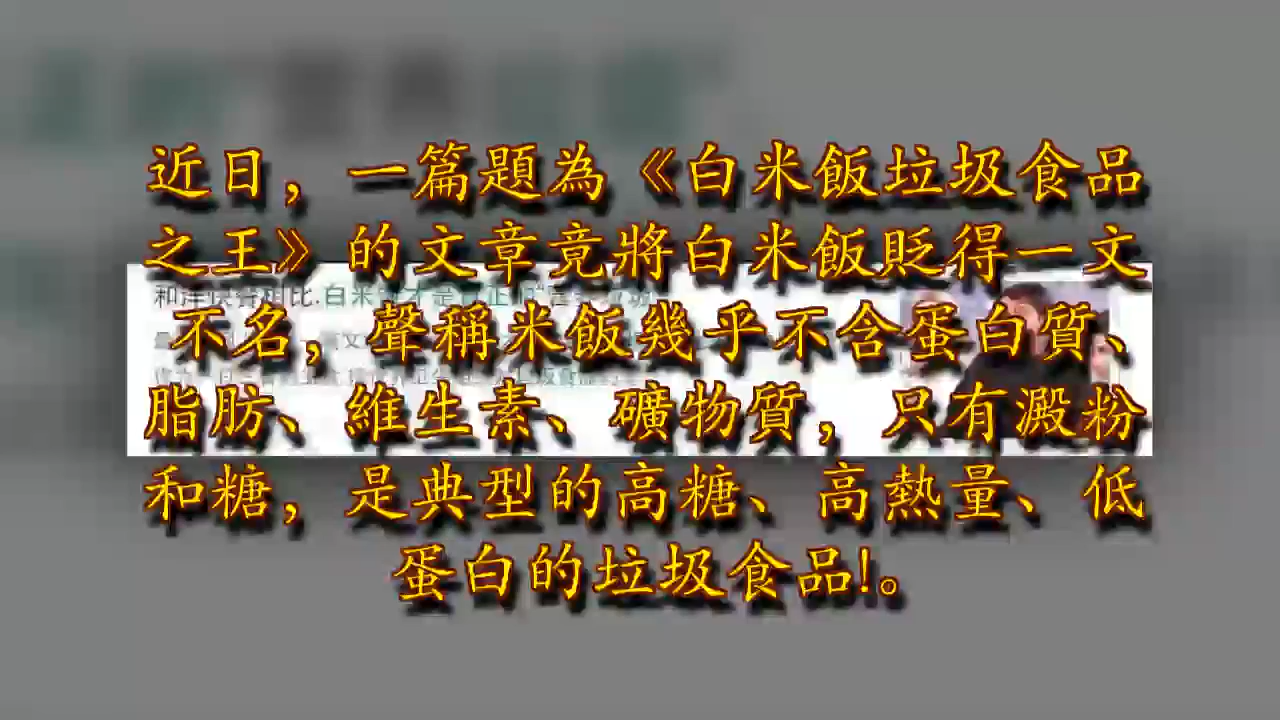 近日，一篇題為《白米飯垃圾食品
之王》的文章竟將白米飯貶得一文
不名，聲稱米飯幾乎不含蛋白質、
脂肪、維生素、礦物質，只有澱粉
和糖，是典型的高糖、高熱量、低
蛋白的垃圾食品!。